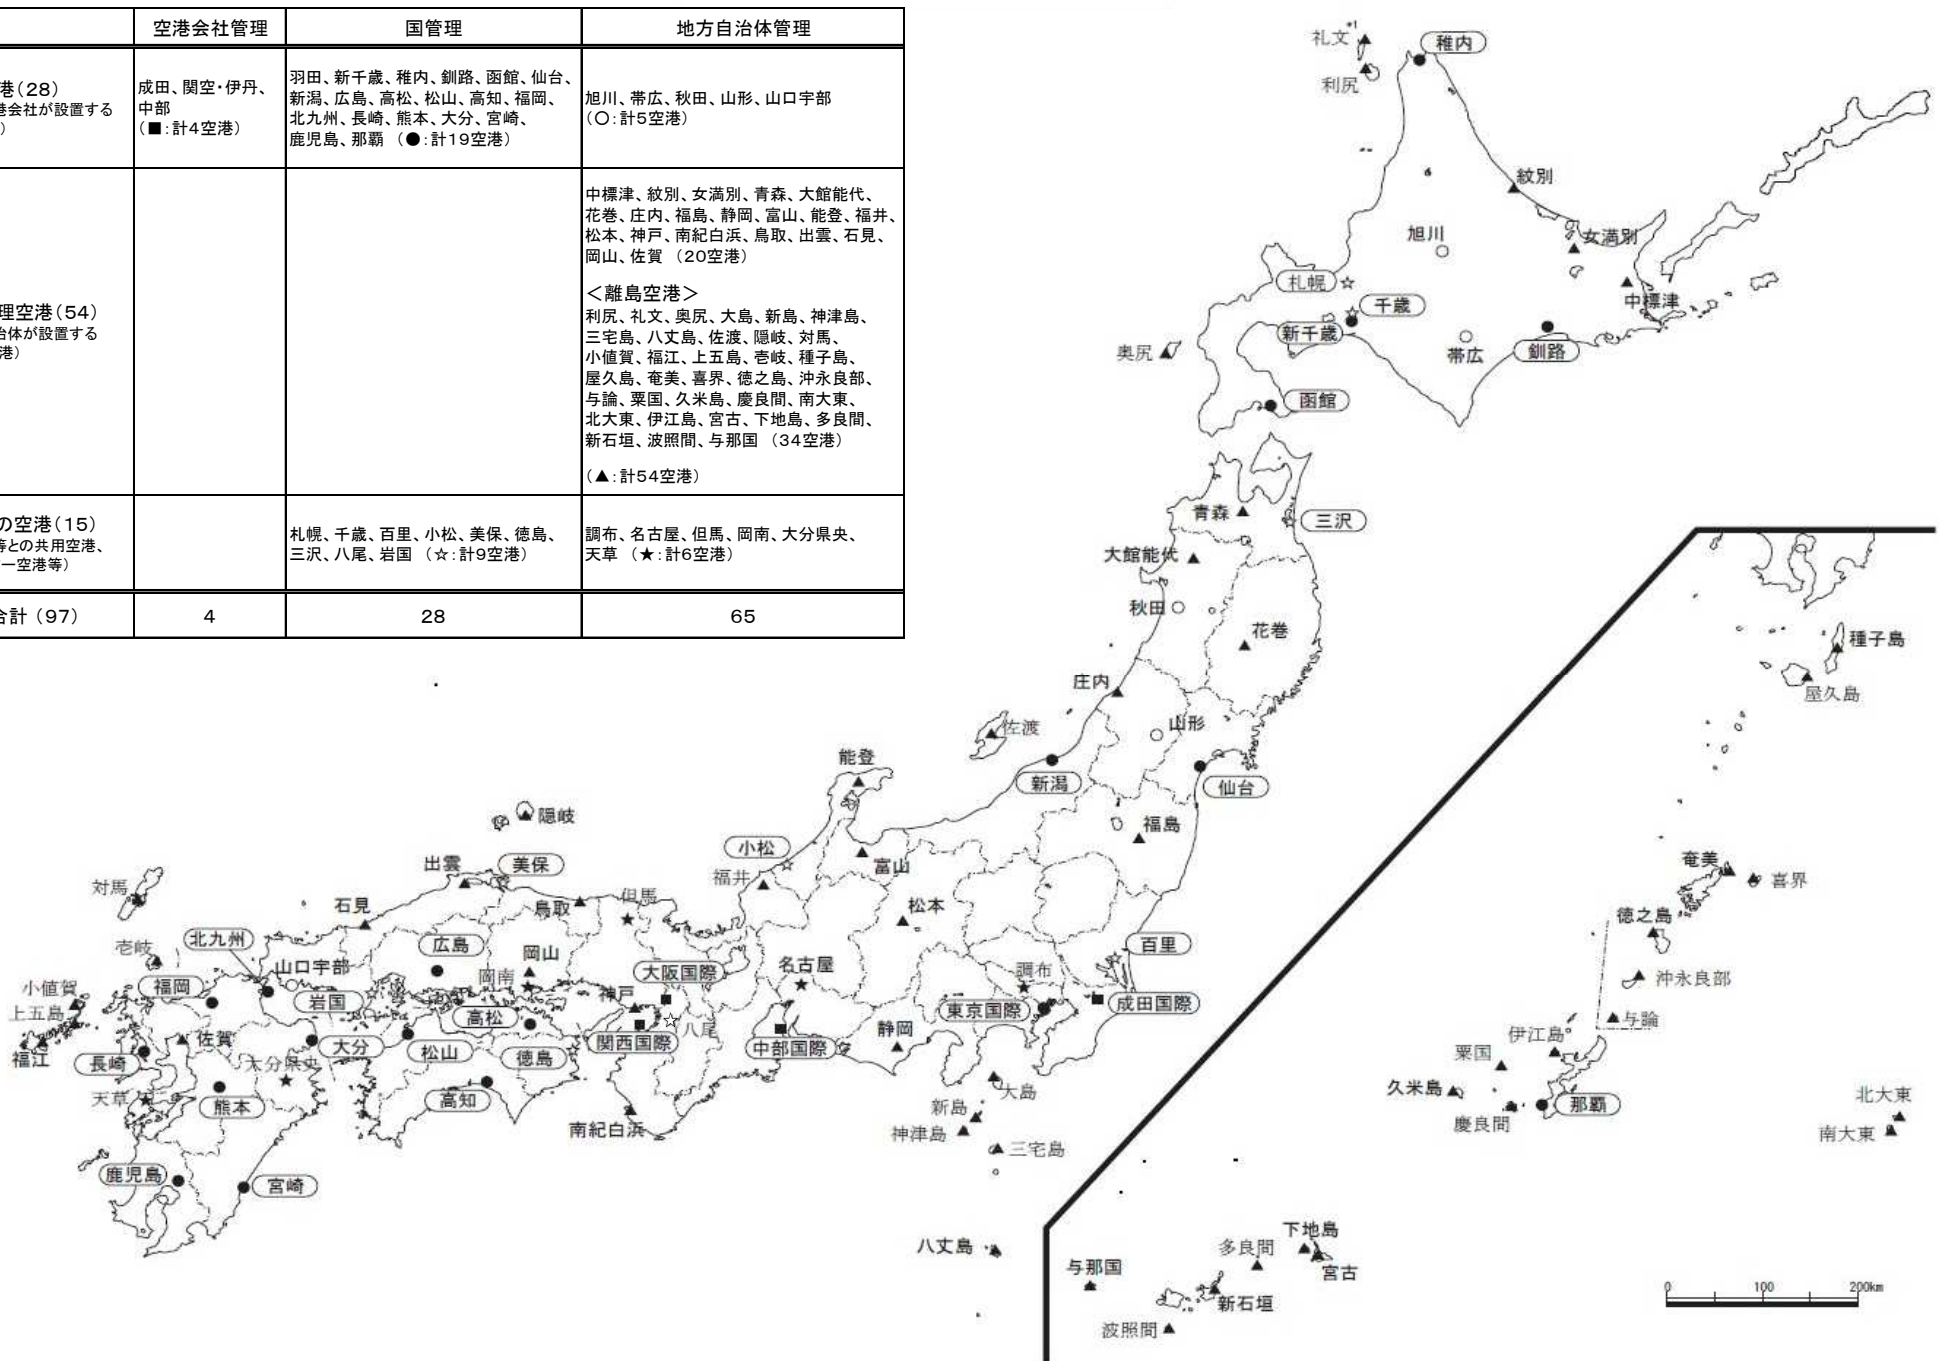 空港会社管理
国管理
地方自治体管理
港(28)
港会社が設置する
)
成田、関空・伊丹、
中部
(■:計4空港)
羽田、新千歳、稚内、釧路、函館、仙台、
新潟、広島、高松、松山、高知、福岡、
北九州、長崎、熊本、大分、宮崎、
鹿児島、那覇 (●:計19空港)
旭川、帯広、秋田、山形、山口宇部
(○:計5空港)
理空港(54)
治体が設置する
港)
中標津、紋別、女満別、青森、大館能代、
花巻、庄内、福島、静岡、富山、能登、福井、
松本、神戸、南紀白浜、鳥取、出雲、石見、
岡山、佐賀 (20空港)
<離島空港>
利尻、礼文、奥尻、大島、新島、神津島、
三宅島、八丈島、佐渡、隠岐、対馬、
小値賀、福江、上五島、壱岐、種子島、
屋久島、奄美、喜界、徳之島、沖永良部、
与論、粟国、久米島、慶良間、南大東、
北大東、伊江島、宮古、下地島、多良間、
新石垣、波照間、与那国 (34空港)
(▲:計54空港)
の空港(15)
等との共用空港、
ー空港等)
札幌、千歳、百里、小松、美保、徳島、
三沢、八尾、岩国 (☆:計9空港)
調布、名古屋、但馬、岡南、大分県央、
天草 (★:計6空港)
合計(97)
4
28
65
礼文
*1
稚内
利尻
紋別
旭川
女満別
札幌
千歳
中標津
新千歳
奥尻
帯広
釧路
函館
青森
三沢
大館能代
秋田
花巻
庄内
山形
佐渡
新潟
仙台
能登
福島
隠岐
小松
富山
出雲
美保
福井
対馬
但馬
鳥取
石見
松本
北九州
広島
百里
壱岐
山口宇部
岡山
大阪国際
名古屋
調布
小値賀
福岡
岩国
岡南
神戸
上五島
高松
八尾
東京国際
成田国際
福江
佐賀
大分
松山
徳島
関西国際
中部国際
静岡
長崎
大分県央
天草
熊本
高知
南紀白浜
大島
新島
神津島
三宅島
鹿児島
宮崎
八丈島
種子島
屋久島
奄美
喜界
徳之島
沖永良部
与論
伊江島
粟国
久米島
那覇
慶良間
北大東
南大東
下地島
多良間
宮古
与那国
新石垣
波照間
0 100 200km